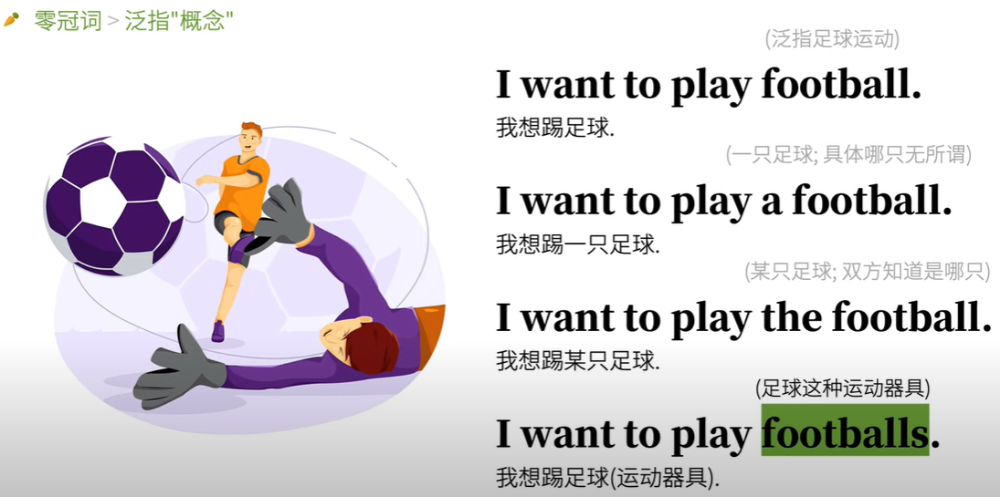 零冠词 > 泛指"概念"
(泛指足球运动)
I want to play football.
我想踢足球.
(一只足球; 具体哪只无所谓)
I want to play a football.
我想踢一只足球.
(某只足球; 双方知道是哪只)
I want to play the football.
我想踢某只足球.
(足球这种运动器具)
I want to play footballs.
我想踢足球(运动器具).